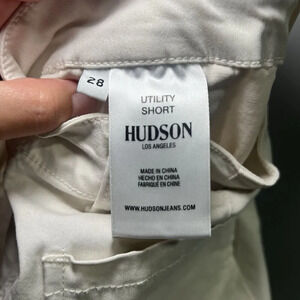 28
UTILITY
SHORT
HUDSON
LOS ANGELES
MADE IN CHINA
HECHO EN CHINA
FABRIQUÉ EN CHINE
WWW.HUDSONJEANS.COM